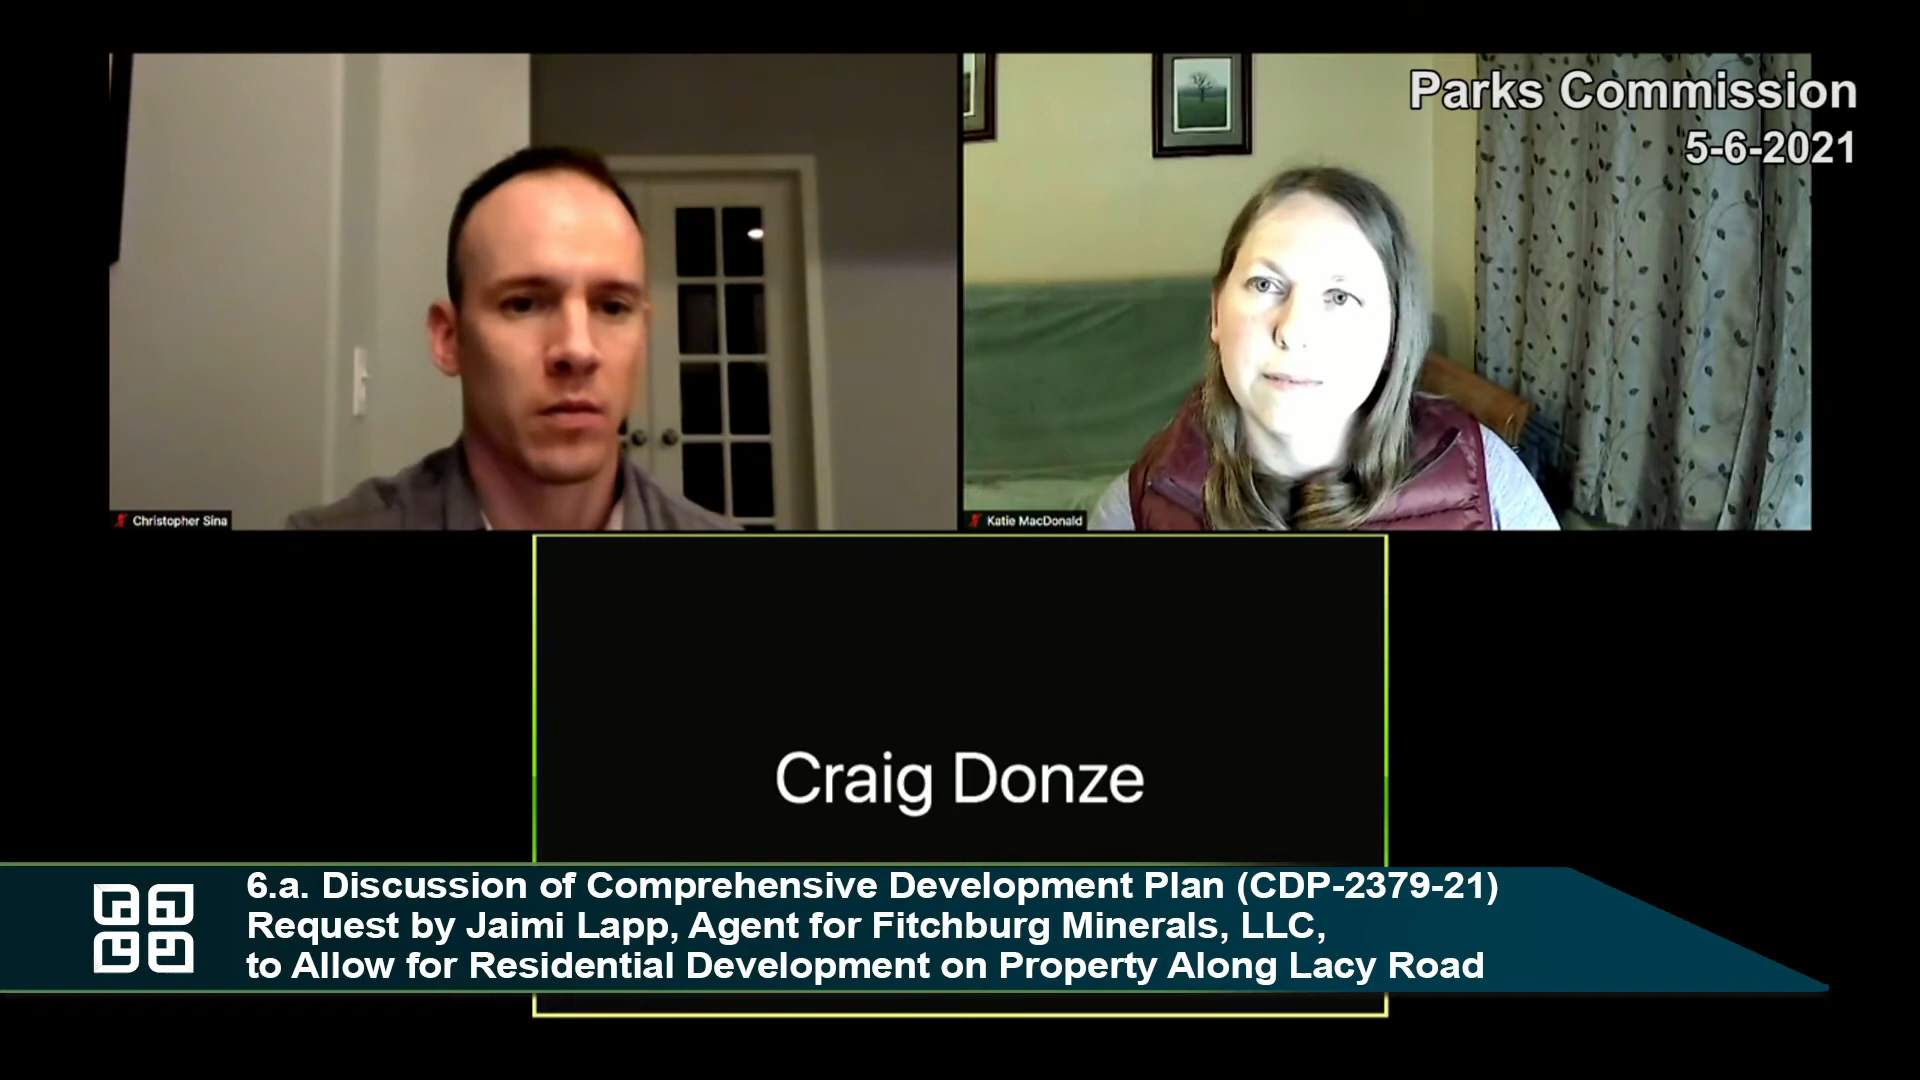 Parks Commission
5-6-2021
Christopher Sina
Katie MacDonald
Craig Donze
6.a. Discussion of Comprehensive Development Plan (CDP-2379-21)
Request by Jaimi Lapp, Agent for Fitchburg Minerals, LLC,
to Allow for Residential Development on Property Along Lacy Road